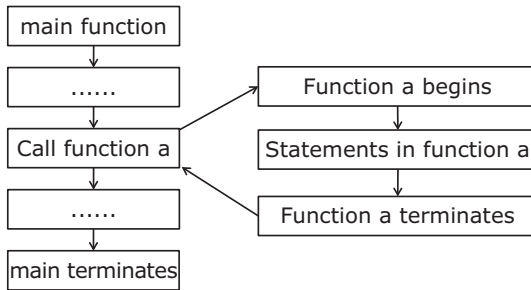 main function
......
Call function a
......
main terminates
Function a begins
Statements in function a
Function a terminates